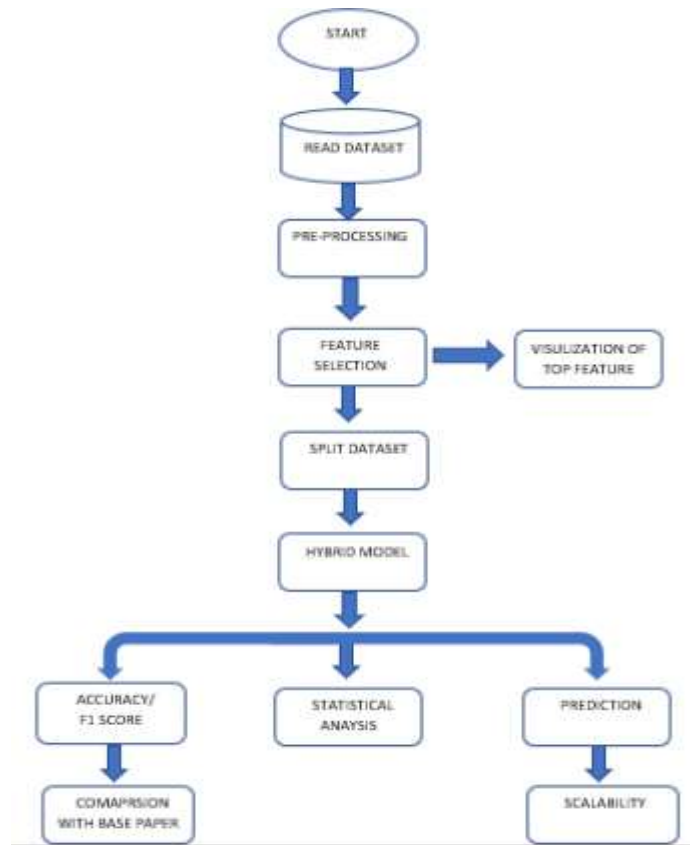 START
READ DATASET
PRE-PROCESSING
FEATURE
SELECTION
VISULIZATION OF
TOP FEATURE
SPLIT DATASET
HYBRID MODEL
ACCURACY/
F1 SCORE
STATISTICAL
ANAYSIS
PREDICTION
COMAPRSION
WITH BASE PAPER
SCALABILITY